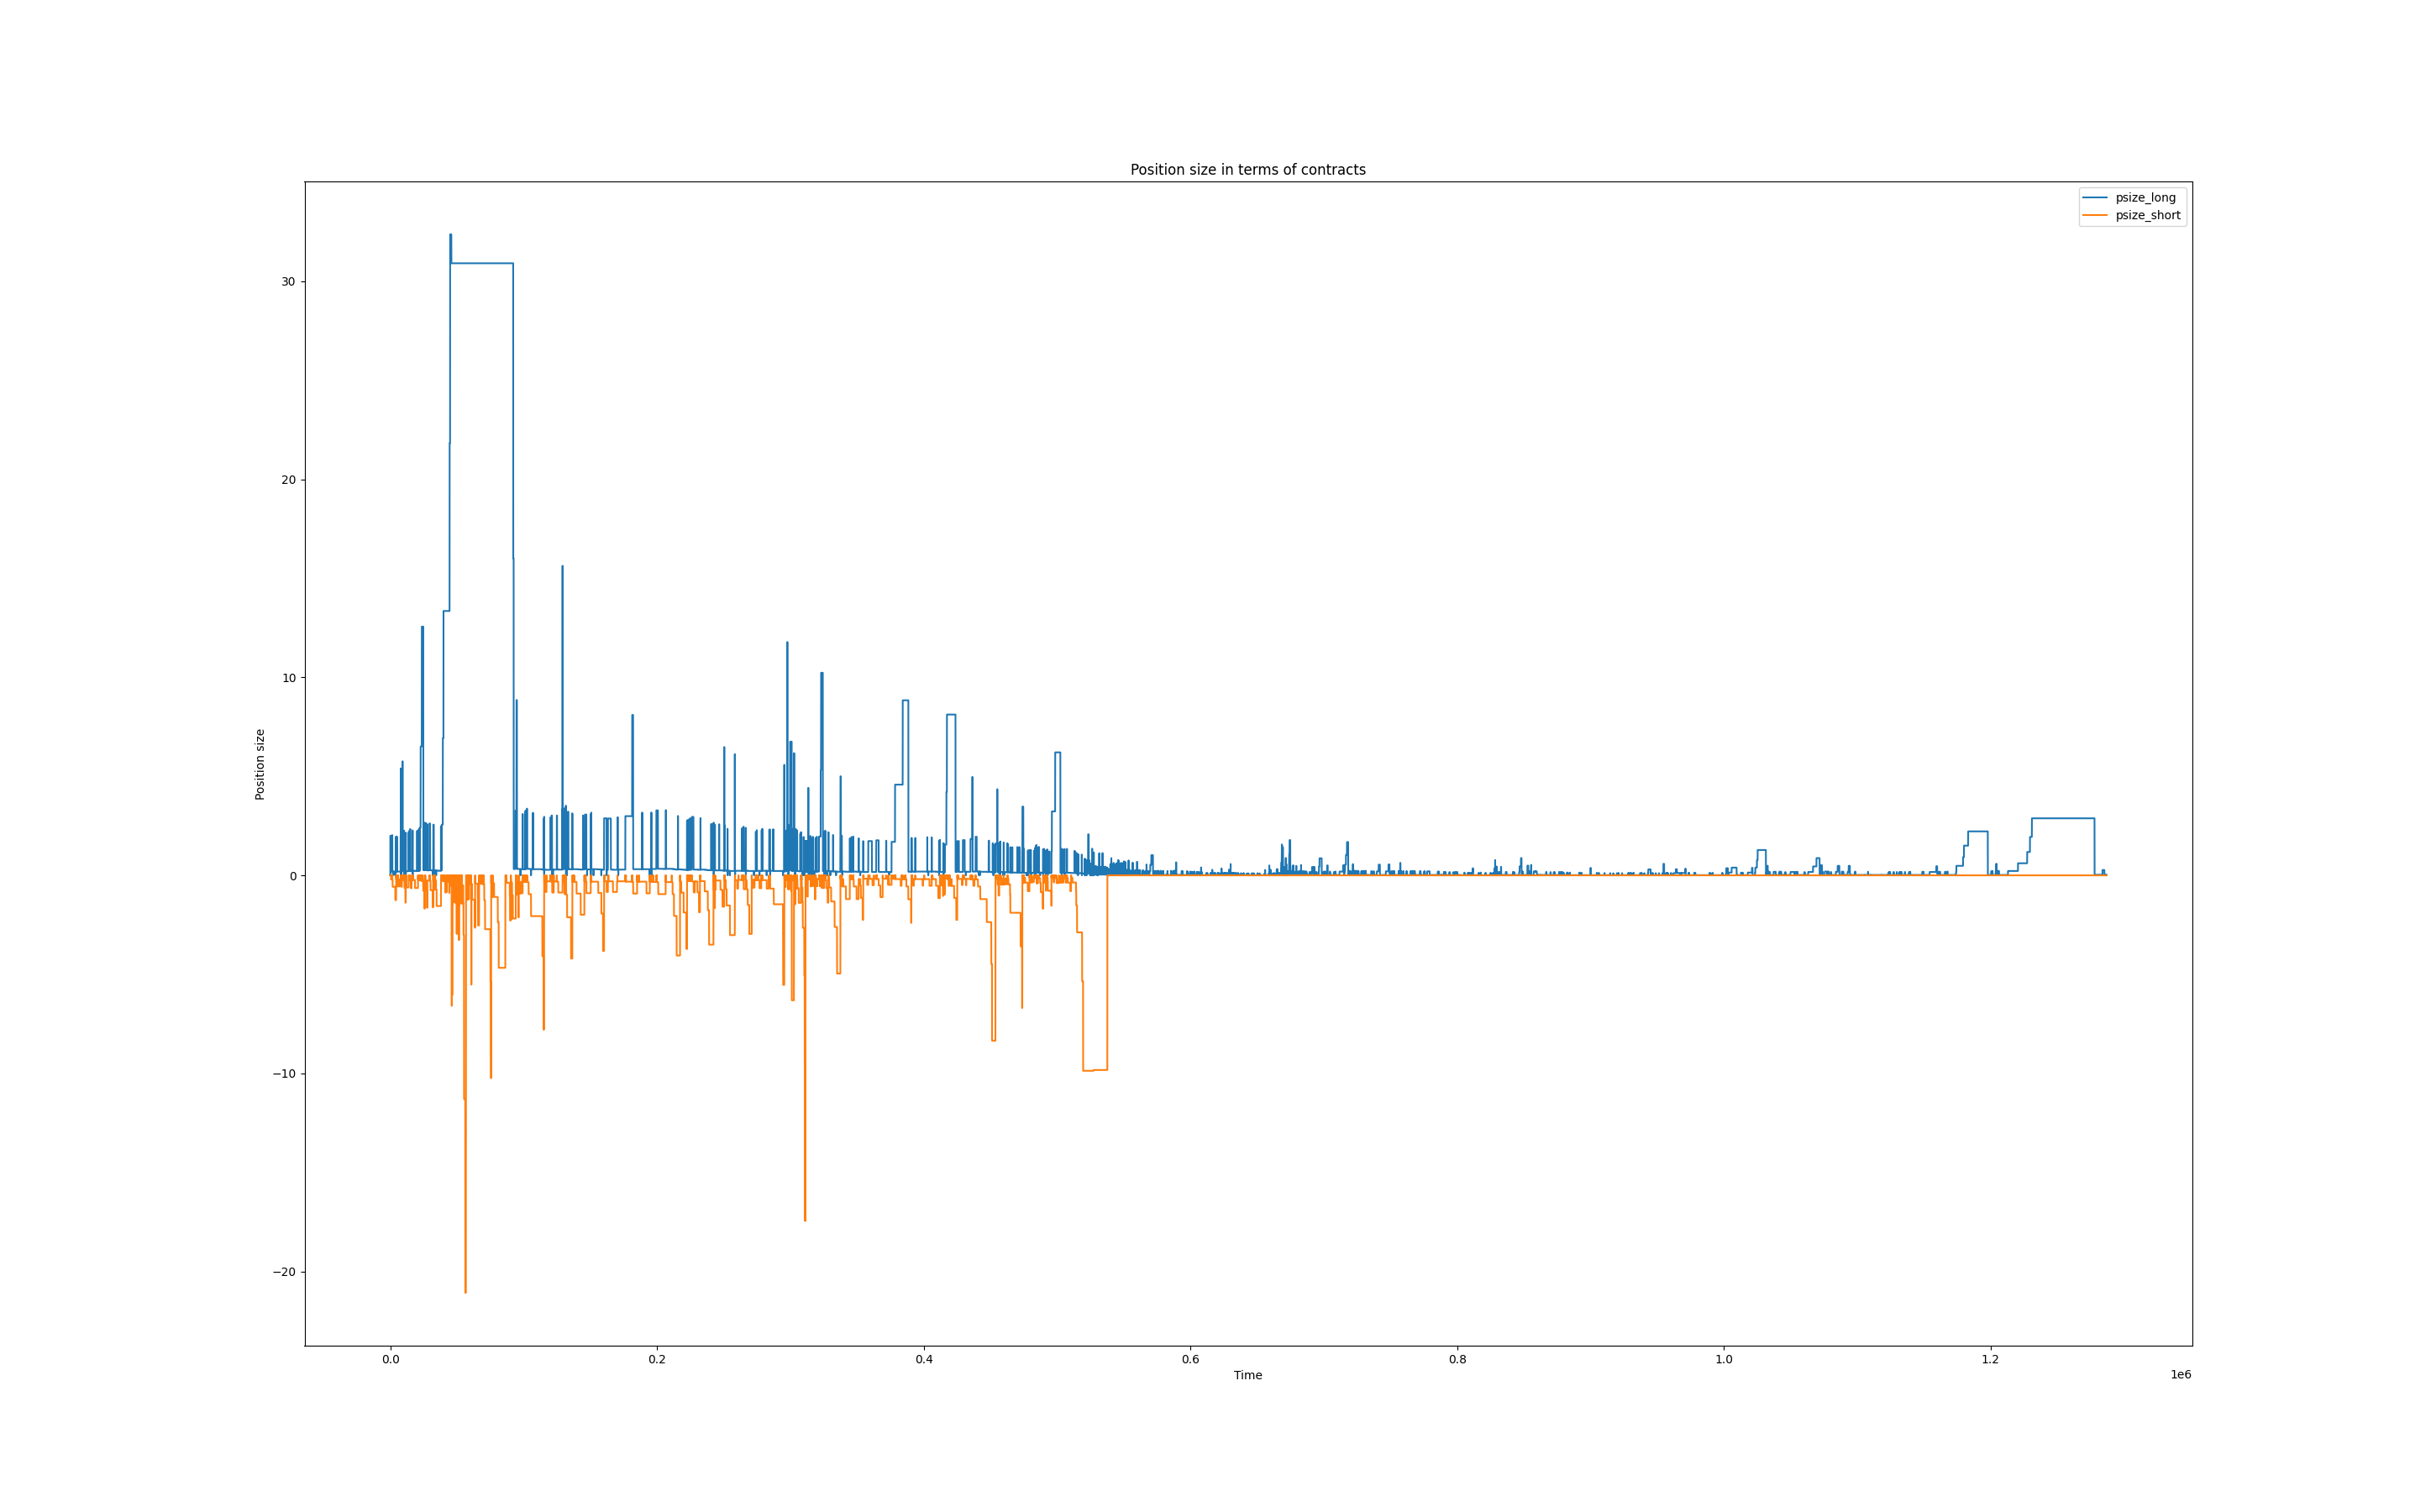 Position size in terms of contracts
psize_long
psize_short
Position size
30
20
10
0
−10
−20
0.0
0.2
0.4
0.6
0.8
1.0
1.2
Time
1e6